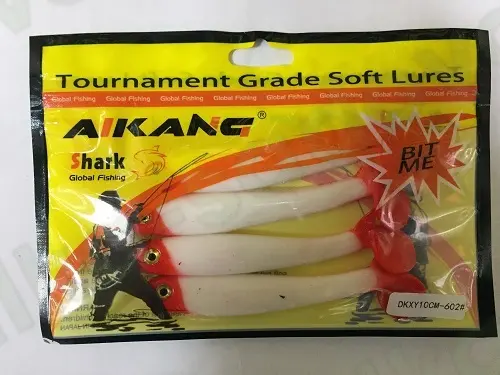 Tournament Grade Soft Lures
Global Fishing Global Fishing Global Fishing Global Fishing Global Fishing Global Fishing Global Fishing Global Fishing
AIKANG®
Shark
Global Fishing
BIT
ME
DKXY10CM-602#